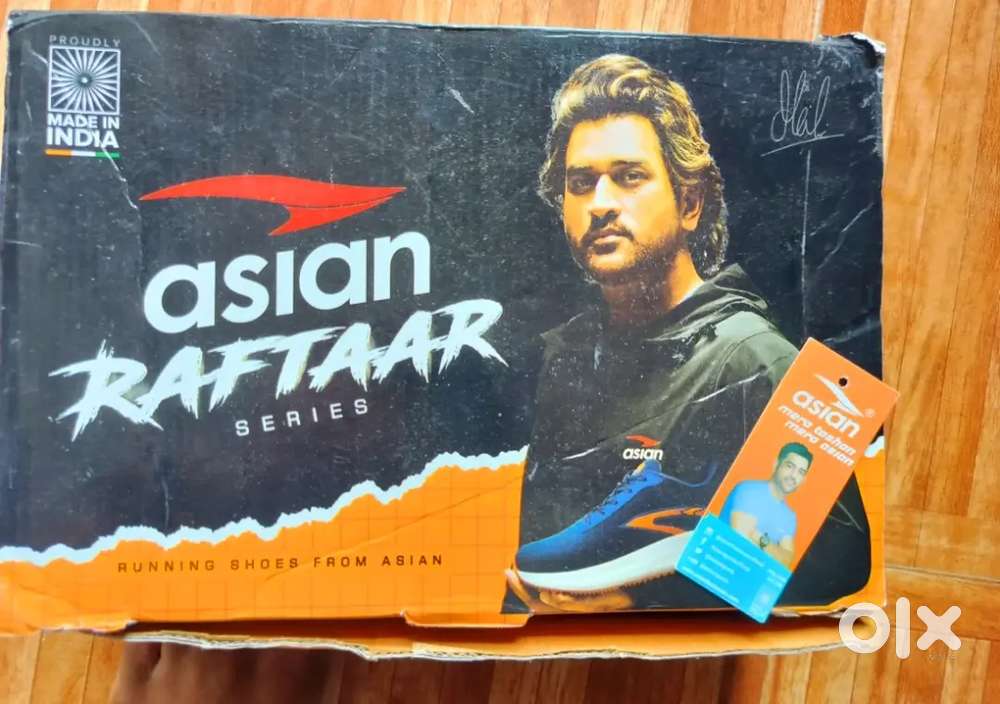 PROUDLY
MADE IN
INDIA
asian
RAFTAAR
SERIES
RUNNING SHOES FROM ASIAN
asian
asian®
mera tashan
mera asian
olx